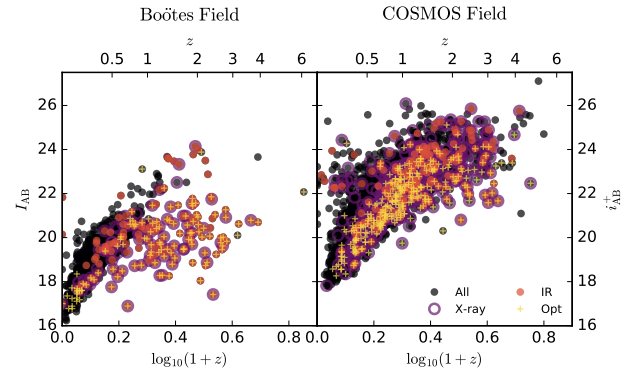 Boötes Field
COSMOS Field
z
z
0.5 1 2 3 4 6
0.5 1 2 3 4 6
26
24
22
20
18
16
26
24
22
20
18
16
I_AB
i^+_AB
All
IR
X-ray
Opt
0.0 0.2 0.4 0.6 0.8
0.0 0.2 0.4 0.6 0.8
log₁₀(1 + z)
log₁₀(1 + z)